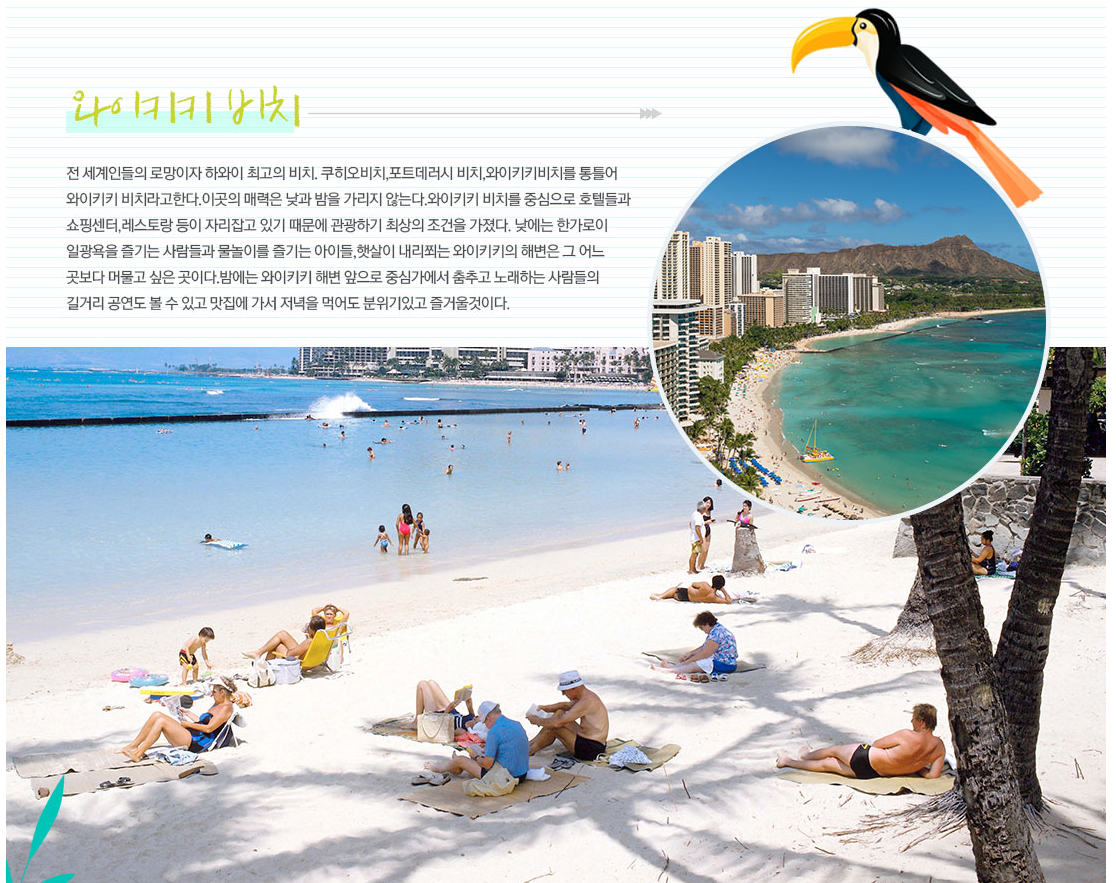 와이키키 비치
전 세계인들의 로망이자 하와이 최고의 비치. 쿠히오비치,포트데러시 비치,와이키키비치를 통틀어
와이키키 비치라고한다.이곳의 매력은 낮과 밤을 가리지 않는다.와이키키 비치를 중심으로 호텔들과
쇼핑센터,레스토랑 등이 자리잡고 있기 때문에 관광하기 최상의 조건을 가졌다. 낮에는 한가로이
일광욕을 즐기는 사람들과 물놀이를 즐기는 아이들,햇살이 내리쬐는 와이키키의 해변은 그 어느
곳보다 머물고 싶은 곳이다.밤에는 와이키키 해변 앞으로 중심가에서 춤추고 노래하는 사람들의
길거리 공연도 볼 수 있고 맛집에 가서 저녁을 먹어도 분위기있고 즐거울것이다.